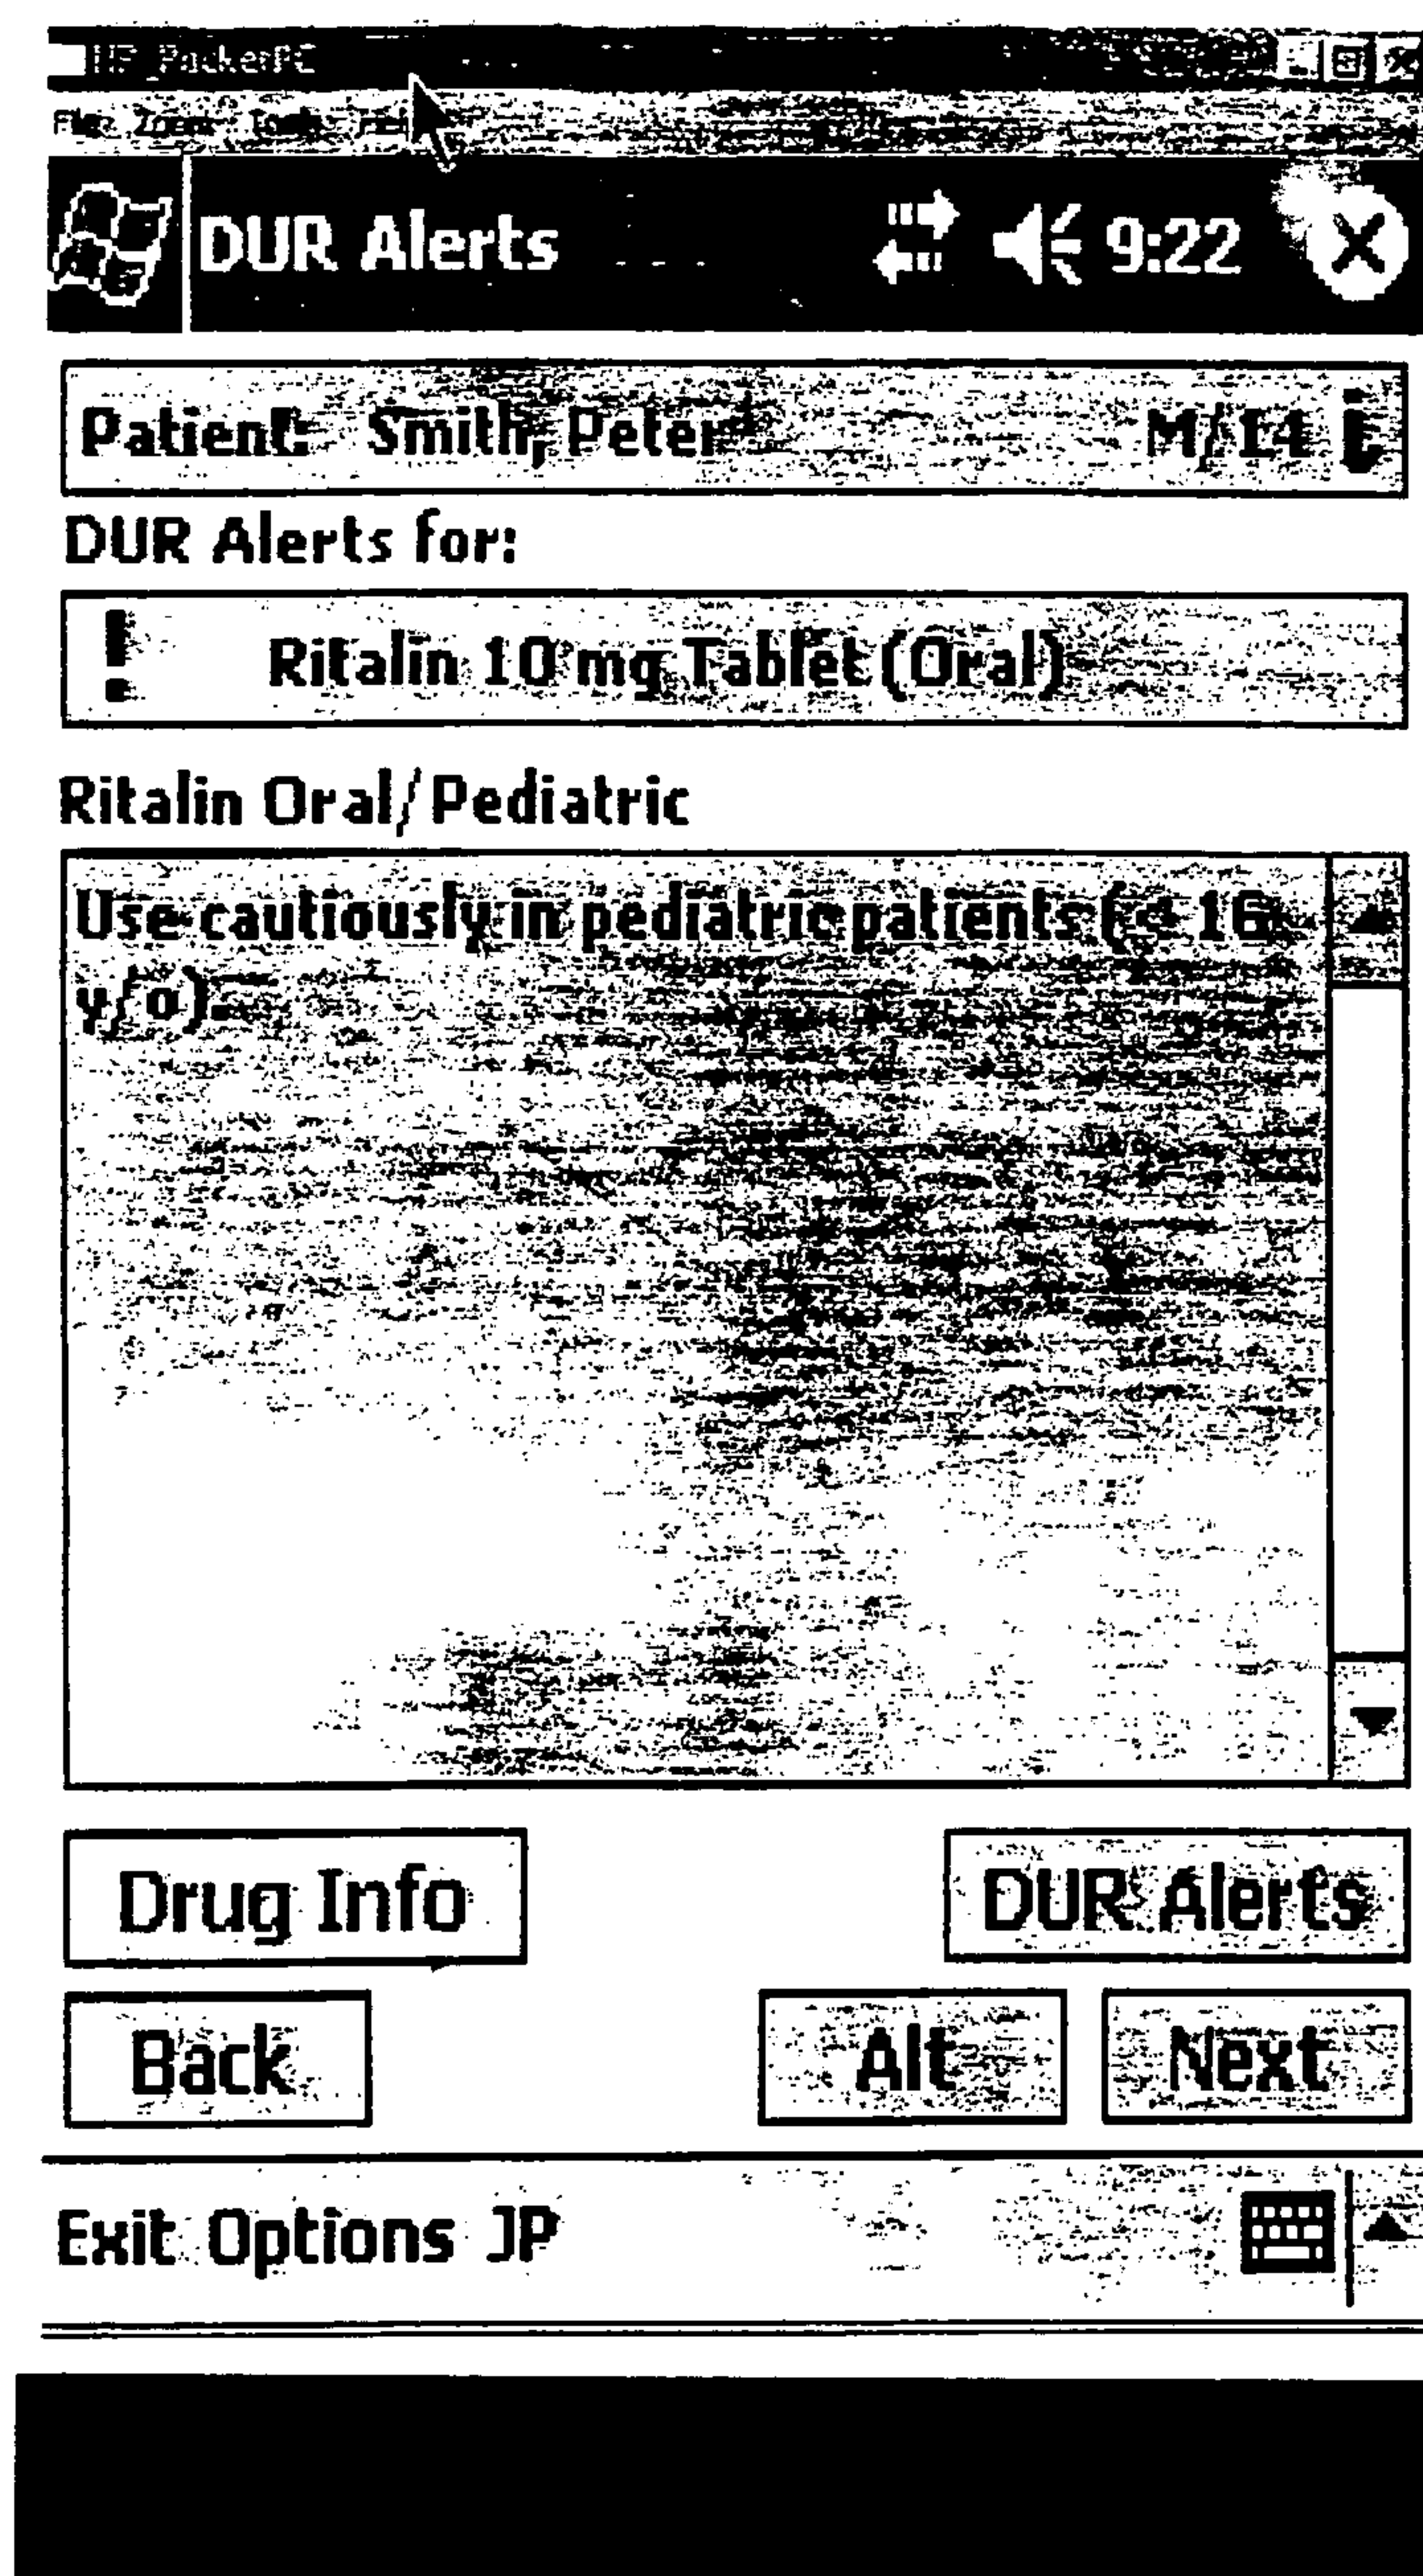 DUR Alerts 9:22
Patient: Smith, Peter M/14
DUR Alerts for:
! Ritalin 10 mg Tablet (Oral)
Ritalin Oral/Pediatric
Use cautiously in pediatric patients ( < 16
y/o).
Drug Info DUR Alerts
Back Alt Next
Exit Options JP